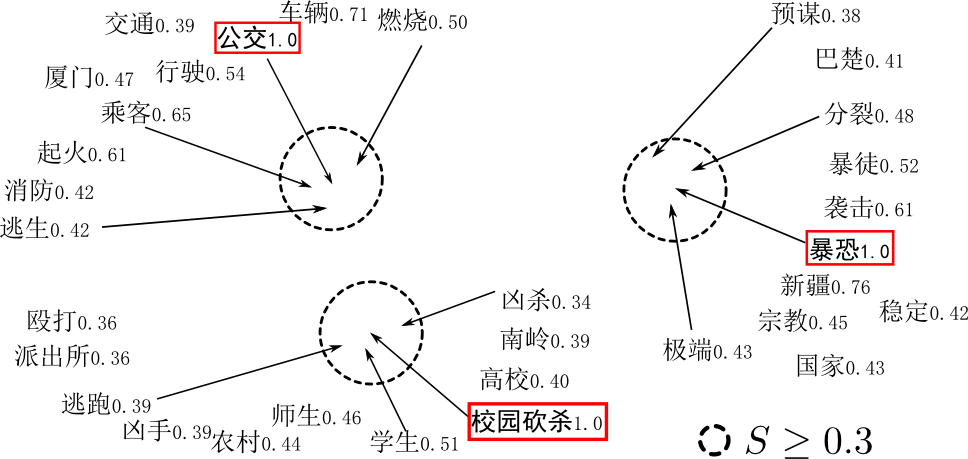 交通0.39
车辆0.71
燃烧0.50
公交1.0
厦门0.47
行驶0.54
乘客0.65
起火0.61
消防0.42
逃生0.42
预谋0.38
巴楚0.41
分裂0.48
暴徒0.52
袭击0.61
暴恐1.0
新疆0.76
稳定0.42
宗教0.45
极端0.43
国家0.43
凶杀0.34
南岭0.39
高校0.40
校园砍杀1.0
殴打0.36
派出所0.36
逃跑0.39
凶手0.39
农村0.44
师生0.46
学生0.51
S ≥ 0.3